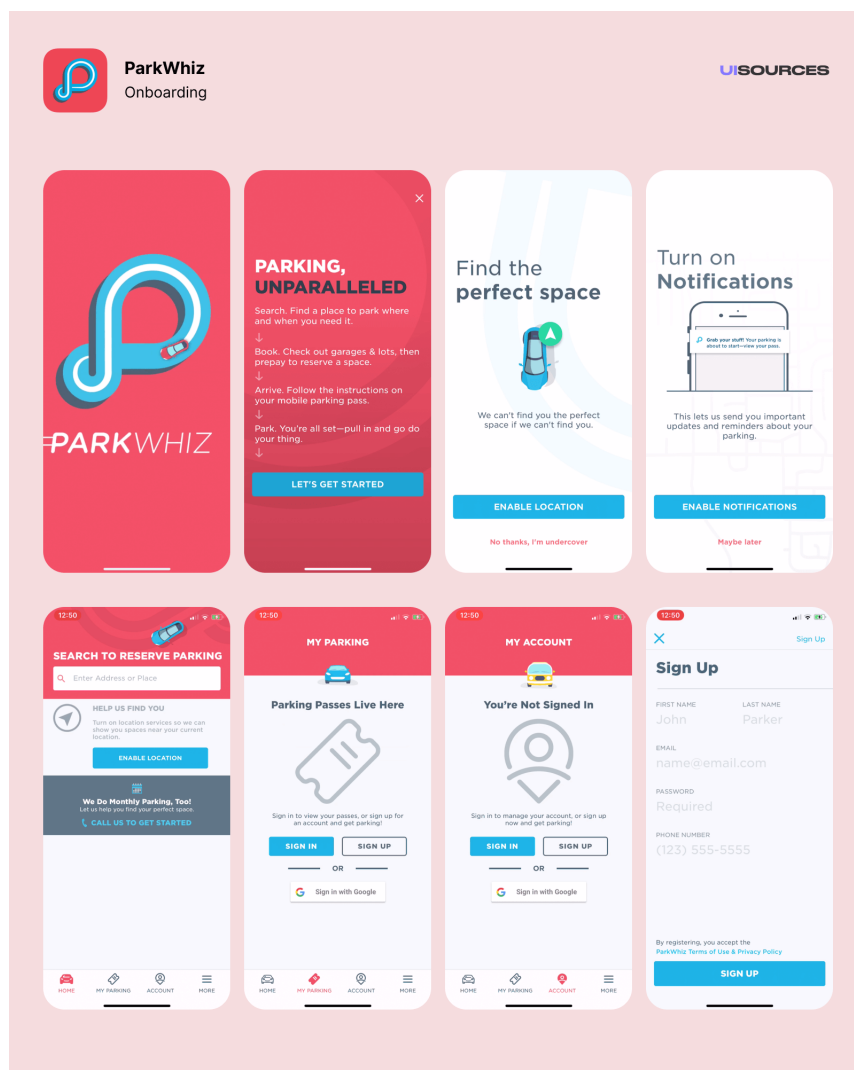 ParkWhiz
Onboarding
UISOURCES
PARKWHIZ
PARKING,
UNPARALLELED
Search. Find a place to park where
and when you need it.
↓
Book. Check out garages & lots, then
prepay to reserve a space.
↓
Arrive. Follow the instructions on
your mobile parking pass.
↓
Park. You're all set—pull in and go do
your thing.
↓
LET'S GET STARTED
Find the
perfect space
We can't find you the perfect
space if we can't find you.
ENABLE LOCATION
No thanks, I'm undercover
Turn on
Notifications
Grab your stuff! Your parking is
about to start—view your pass.
This lets us send you important
updates and reminders about your
parking.
ENABLE NOTIFICATIONS
Maybe later
12:50
SEARCH TO RESERVE PARKING
Enter Address or Place
HELP US FIND YOU
Turn on location services so we can
show you spaces near your current
location.
ENABLE LOCATION
We Do Monthly Parking, Too!
Let us help you find your perfect space.
CALL US TO GET STARTED
HOME MY PARKING ACCOUNT MORE
12:50
MY PARKING
Parking Passes Live Here
Sign in to view your passes, or sign up for
an account and get parking!
SIGN IN SIGN UP
OR
Sign in with Google
HOME MY PARKING ACCOUNT MORE
12:50
MY ACCOUNT
You're Not Signed In
Sign in to manage your account, or sign up
now and get parking!
SIGN IN SIGN UP
OR
Sign in with Google
HOME MY PARKING ACCOUNT MORE
12:50
Sign Up
Sign Up
FIRST NAME LAST NAME
John Parker
EMAIL
name@email.com
PASSWORD
Required
PHONE NUMBER
(123) 555-5555
By registering, you accept the
ParkWhiz Terms of Use & Privacy Policy
SIGN UP